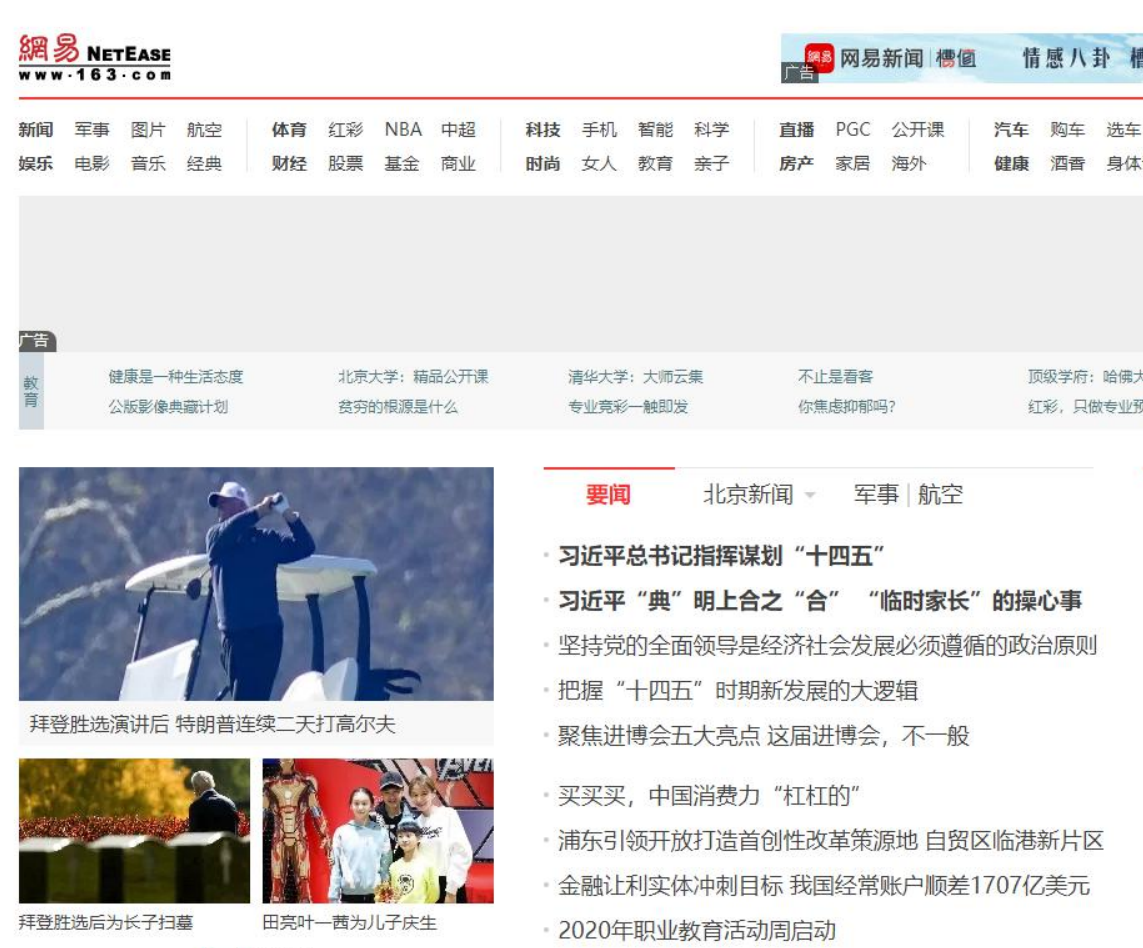 網易 NETEASE
www.163.com
網易 网易新闻 槽值 情感八卦
广告
新闻 军事 图片 航空 体育 红彩 NBA 中超 科技 手机 智能 科学 直播 PGC 公开课 汽车 购车 选车
娱乐 电影 音乐 经典 财经 股票 基金 商业 时尚 女人 教育 亲子 房产 家居 海外 健康 酒香 身体
广告
教育
健康是一种生活态度 北京大学：精品公开课 清华大学：大师云集 不止是看客 顶级学府：哈佛大
公版影像典藏计划 贫穷的根源是什么 专业竞彩一触即发 你焦虑抑郁吗? 红彩，只做专业预
拜登胜选演讲后 特朗普连续二天打高尔夫
拜登胜选后为长子扫墓 田亮叶一茜为儿子庆生
要闻 北京新闻 军事 | 航空
习近平总书记指挥谋划“十四五”
习近平“典”明上合之“合” “临时家长”的操心事
坚持党的全面领导是经济社会发展必须遵循的政治原则
把握“十四五”时期新发展的大逻辑
聚焦进博会五大亮点 这届进博会，不一般
买买买，中国消费力“杠杠的”
浦东引领开放打造首创性改革策源地 自贸区临港新片区
金融让利实体冲刺目标 我国经常账户顺差1707亿美元
2020年职业教育活动周启动